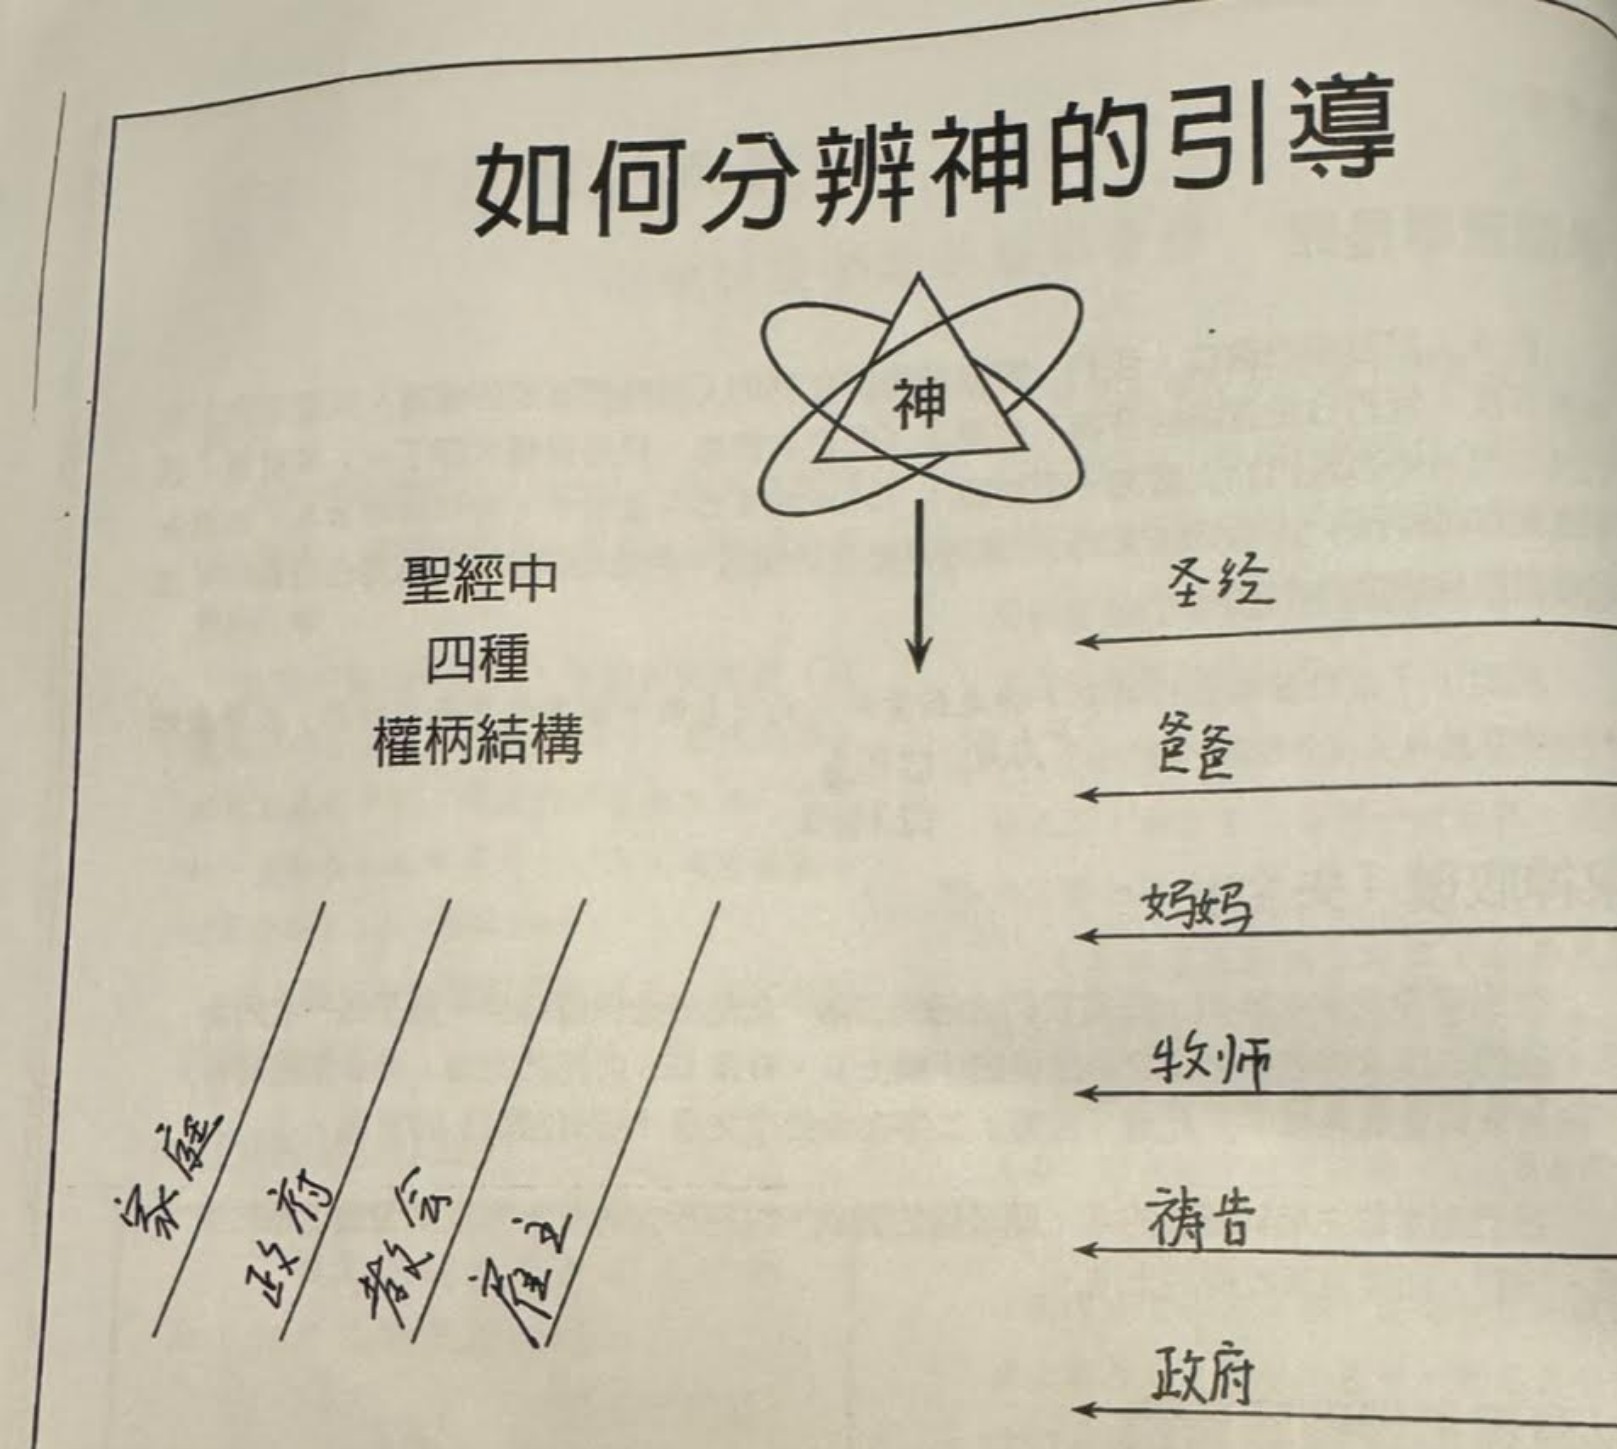 如何分辨神的引導
神
聖經中
四種
權柄結構
圣经
爸爸
妈妈
牧师
祷告
政府
家庭
政府
教会
雇主